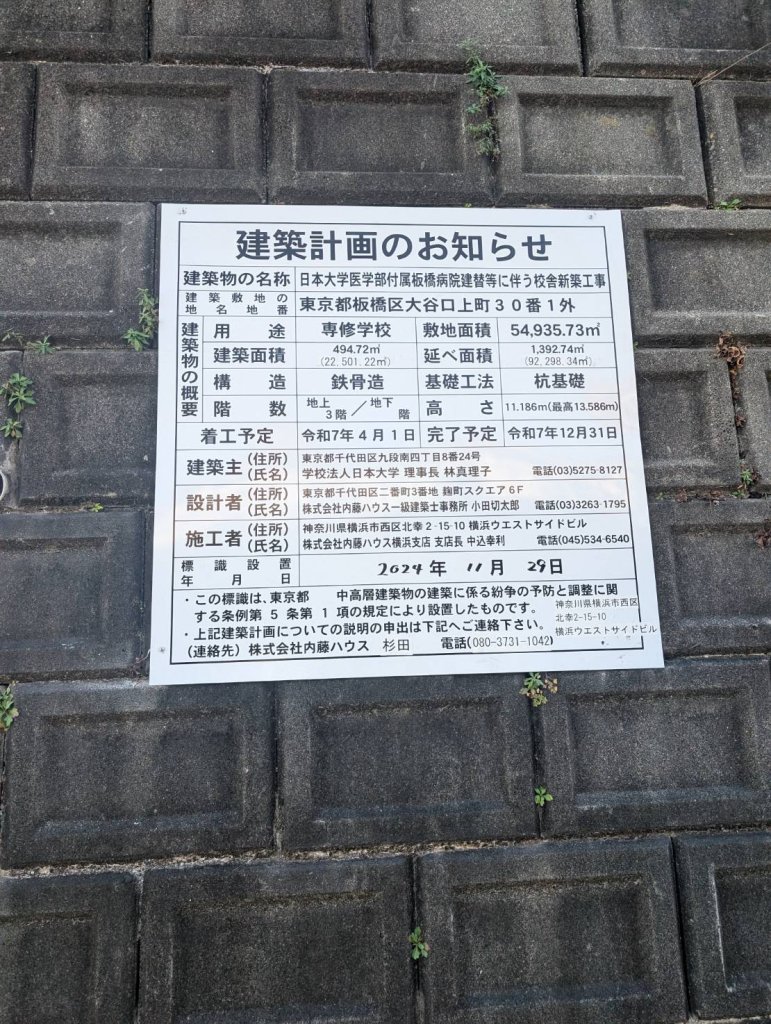 建築計画のお知らせ
建築物の名称 日本大学医学部付属板橋病院建替等に伴う校舎新築工事
建築敷地の地名地番 東京都板橋区大谷口上町30番1外
建築物の概要
用途 専修学校 敷地面積 54,935.73㎡
建築面積 494.72㎡ (22,501.22㎡) 延べ面積 1,392.74㎡ (92,298.34㎡)
構造 鉄骨造 基礎工法 杭基礎
階数 地上3階/地下 階 高さ 11.186m(最高13.586m)
着工予定 令和7年4月1日 完了予定 令和7年12月31日
建築主 (住所) 東京都千代田区九段南四丁目8番24号
(氏名) 学校法人日本大学 理事長 林真理子 電話(03)5275-8127
設計者 (住所) 東京都千代田区二番町3番地 麹町スクエア6F
(氏名) 株式会社内藤ハウス一級建築士事務所 小田切太郎 電話(03)3263-1795
施工者 (住所) 神奈川県横浜市西区北幸2-15-10 横浜ウエストサイドビル
(氏名) 株式会社内藤ハウス横浜支店 支店長 中込幸利 電話(045)534-6540
標識設置年月日 2024年 11月 29日
・この標識は、東京都 中高層建築物の建築に係る紛争の予防と調整に関
する条例第5条第1項の規定により設置したものです。
・上記建築計画についての説明の申出は下記へご連絡下さい。
(連絡先) 株式会社内藤ハウス 杉田 電話(080-3731-1042)
神奈川県横浜市西区
北幸2-15-10
横浜ウエストサイドビル